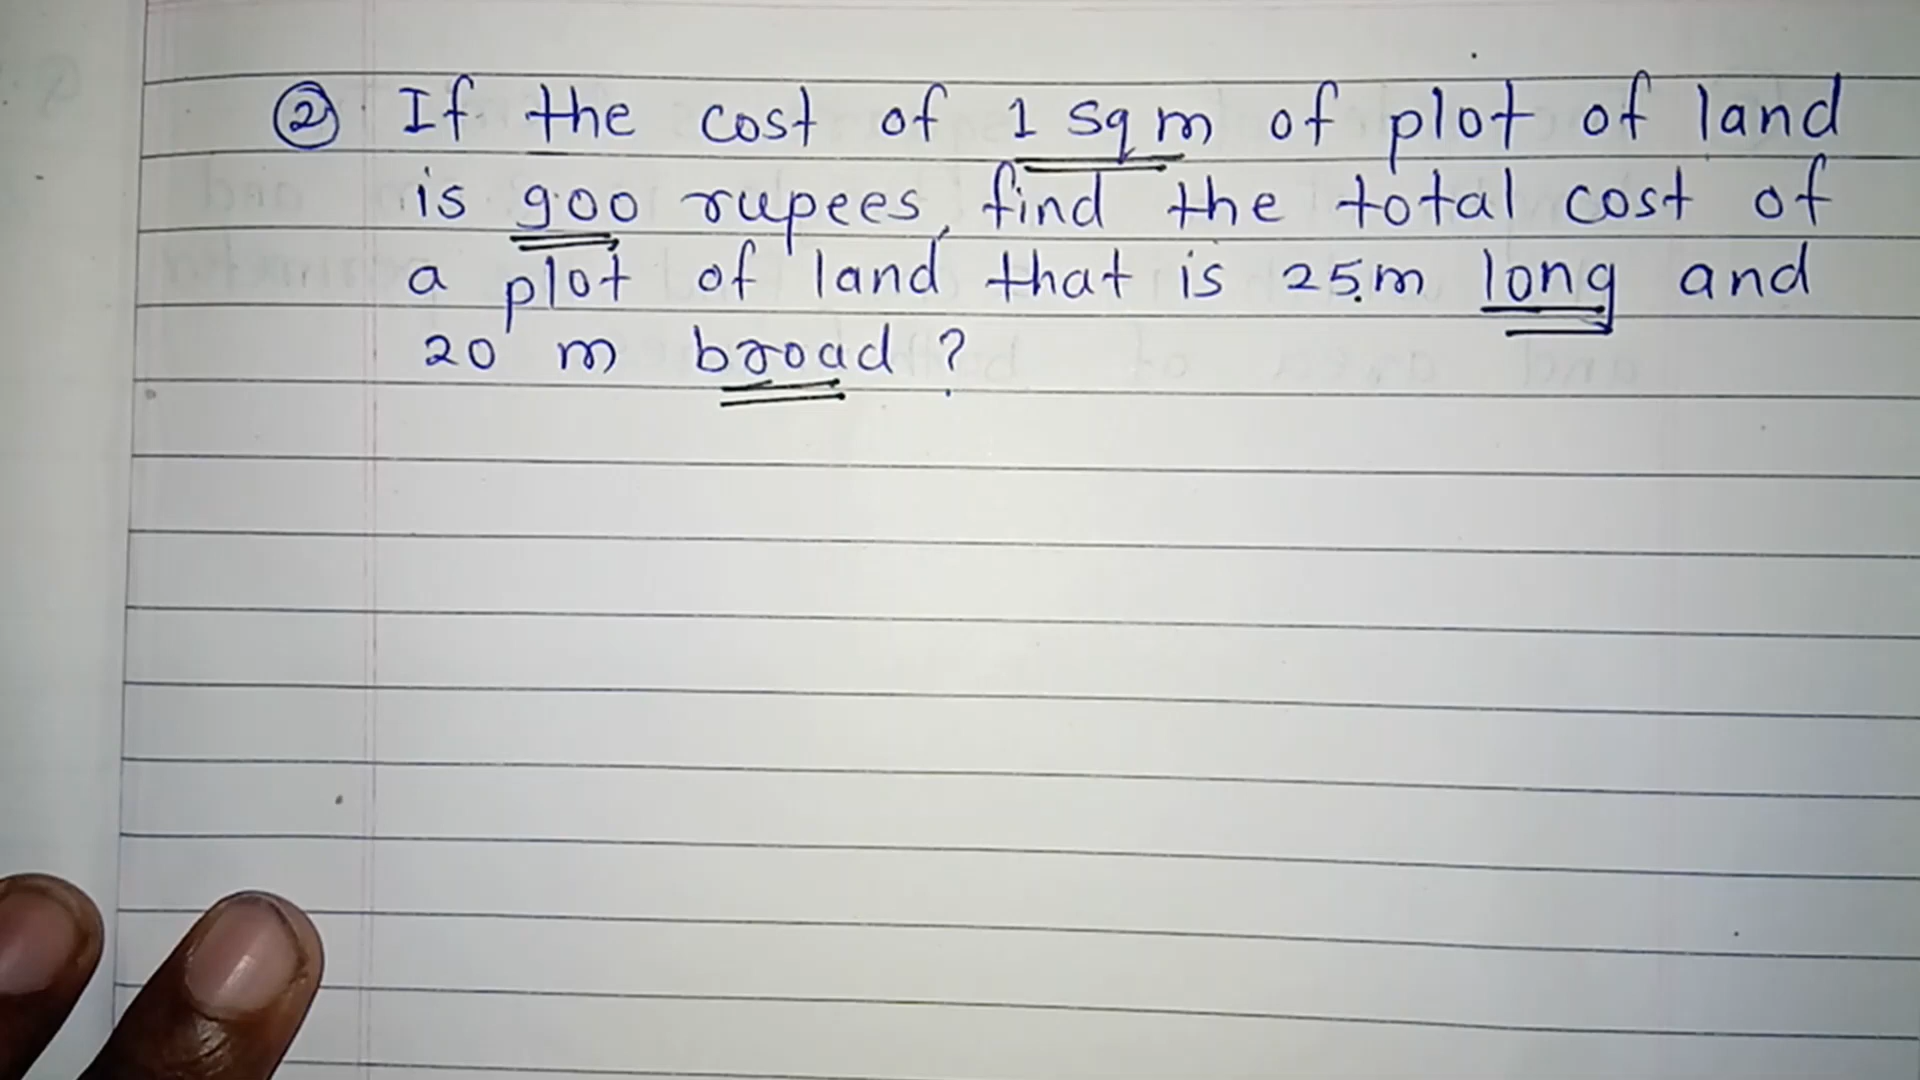 ② If the cost of 1 sq m of plot of land
is 900 rupees, find the total cost of
a plot of land that is 25m long and
20 m broad?